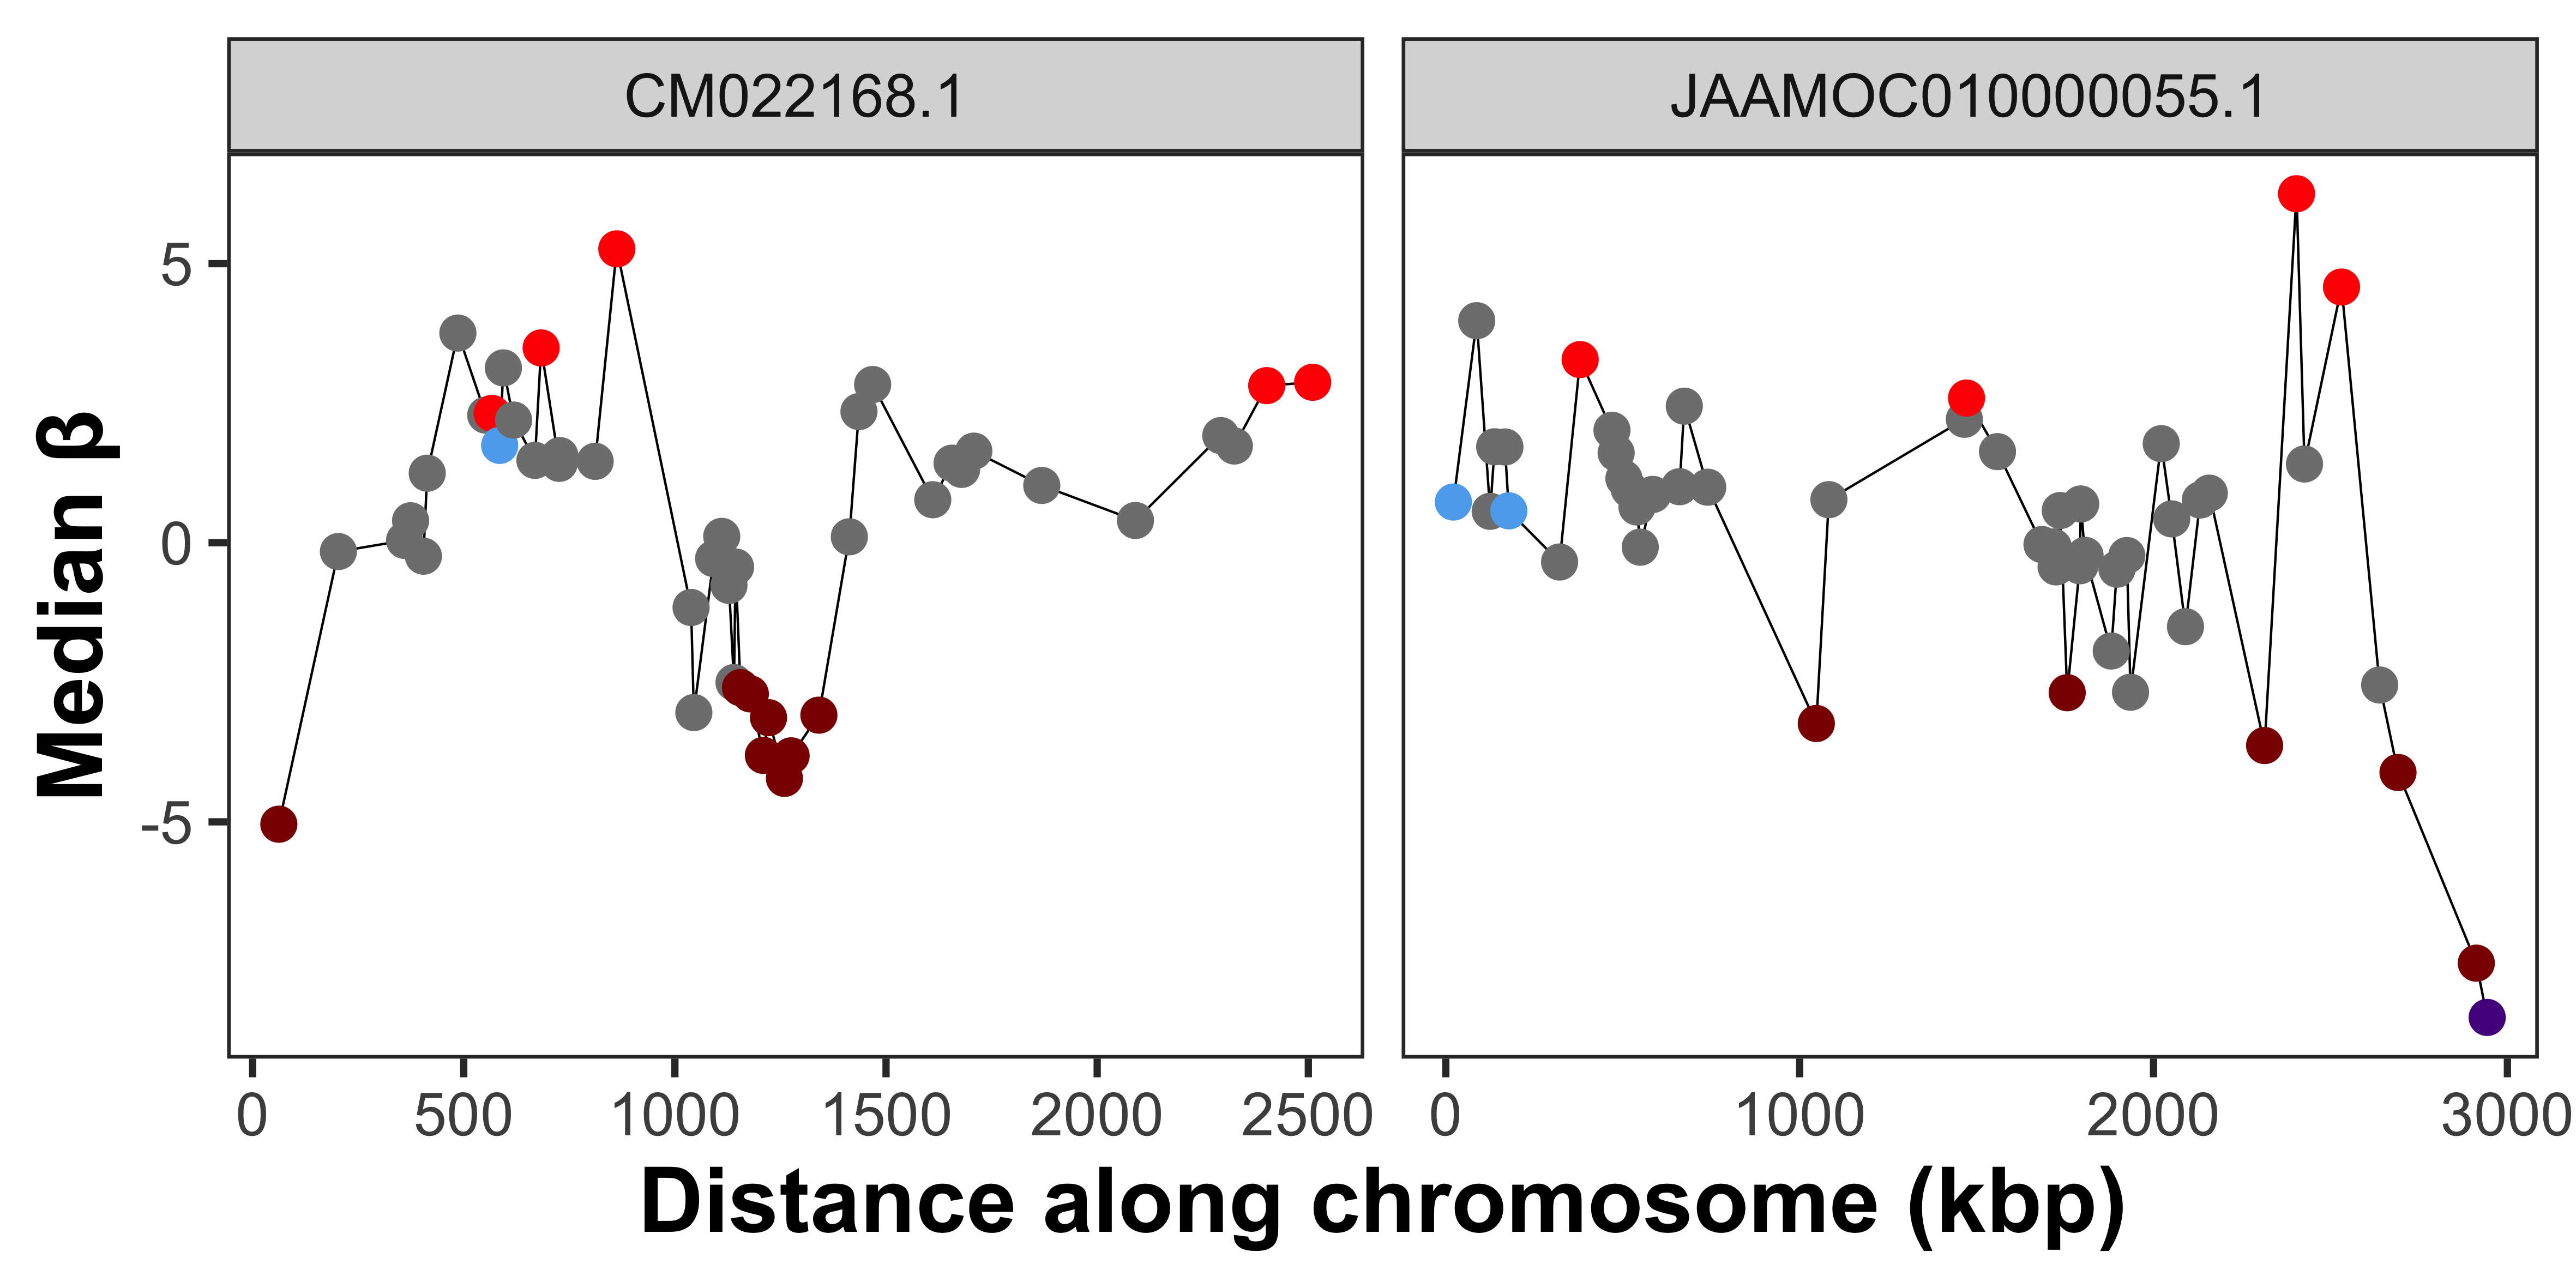 CM022168.1 JAAMOC010000055.1
5
0
-5
0 500 1000 1500 2000 2500 0 1000 2000 3000
Median β
Distance along chromosome (kbp)